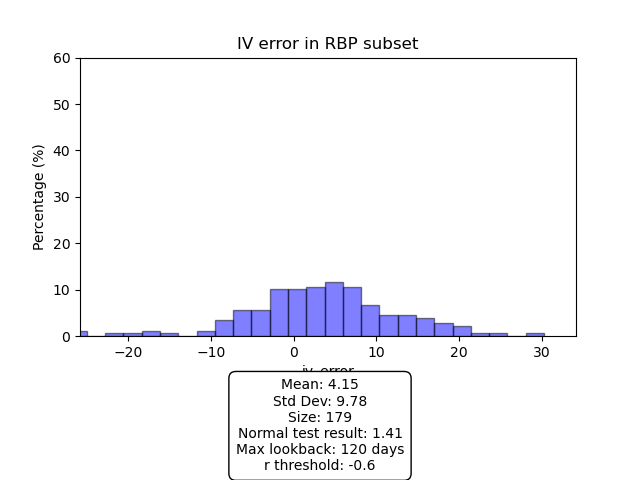 IV error in RBP subset
60
50
40
30
20
10
0
Percentage (%)
−20
−10
0
10
20
30
iv_error
Mean: 4.15
Std Dev: 9.78
Size: 179
Normal test result: 1.41
Max lookback: 120 days
r threshold: -0.6